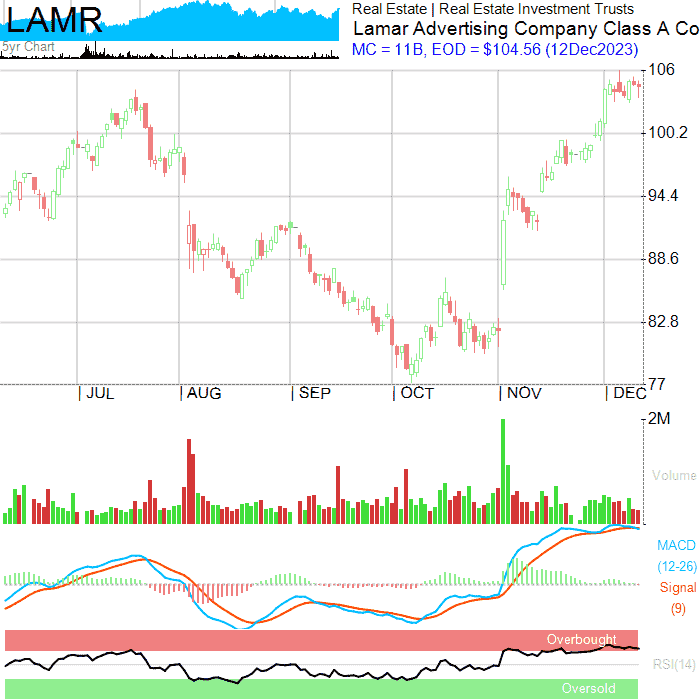 LAMR
5yr Chart
Real Estate | Real Estate Investment Trusts
Lamar Advertising Company Class A Co
MC = 11B, EOD = $104.56 (12Dec2023)
106
100.2
94.4
88.6
82.8
77
| JUL | AUG | SEP | OCT | NOV | DEC
2M
Volume
MACD
(12-26)
Signal
(9)
Overbought
RSI(14)
Oversold